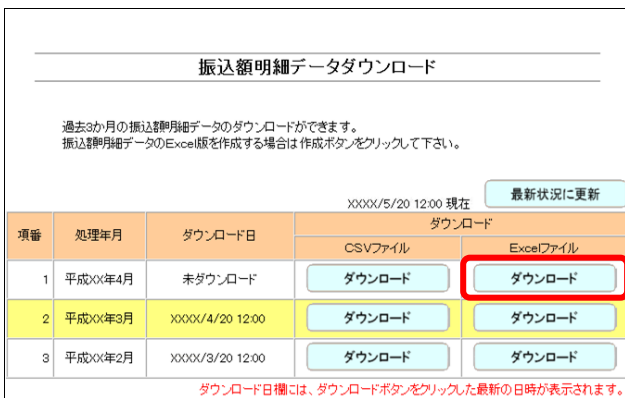 振込額明細データダウンロード
過去3か月の振込額明細データのダウンロードができます。
振込額明細データのExcel版を作成する場合は作成ボタンをクリックして下さい。
XXXX/5/20 12:00 現在 最新状況に更新
項番 処理年月 ダウンロード日 ダウンロード
CSVファイル Excelファイル
1 平成XX年4月 未ダウンロード ダウンロード ダウンロード
2 平成XX年3月 XXXX/4/20 12:00 ダウンロード ダウンロード
3 平成XX年2月 XXXX/3/20 12:00 ダウンロード ダウンロード
ダウンロード日欄には、ダウンロードボタンをクリックした最新の日時が表示されます。